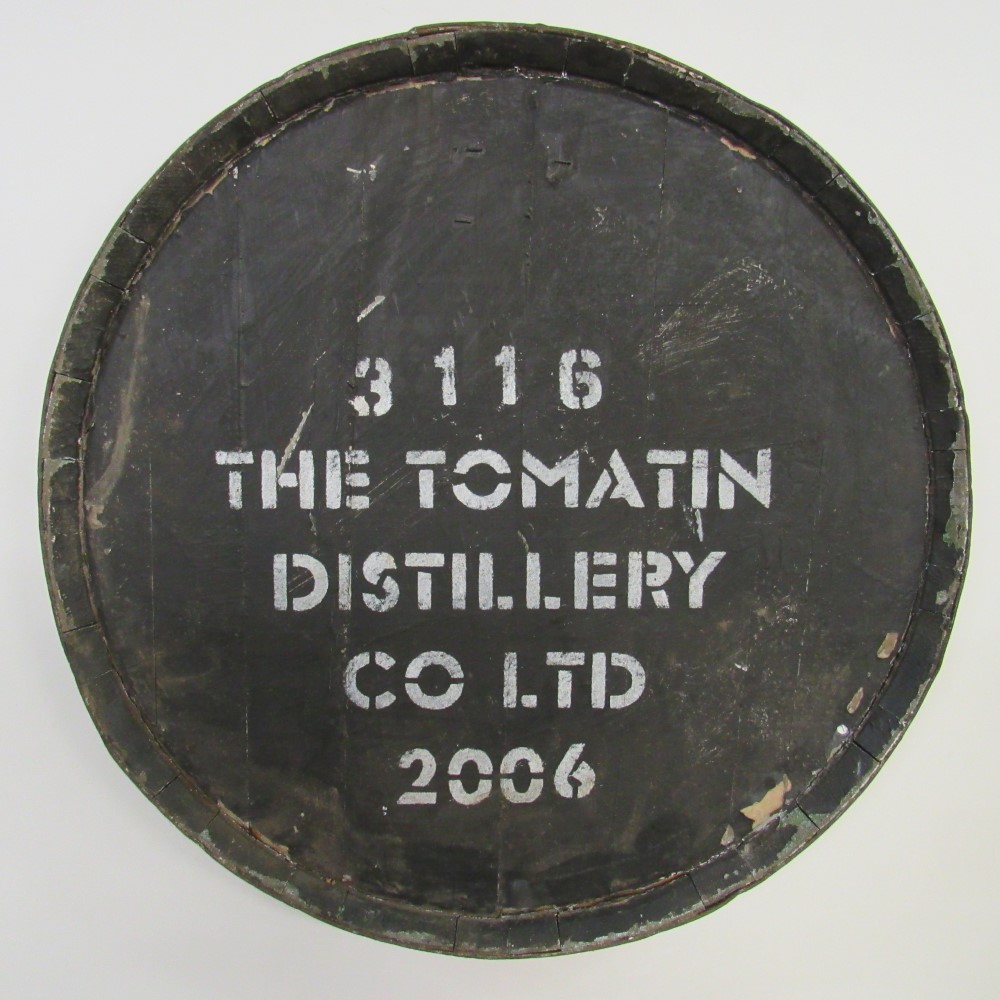 3116
THE TOMATIN
DISTILLERY
CO LTD
2006